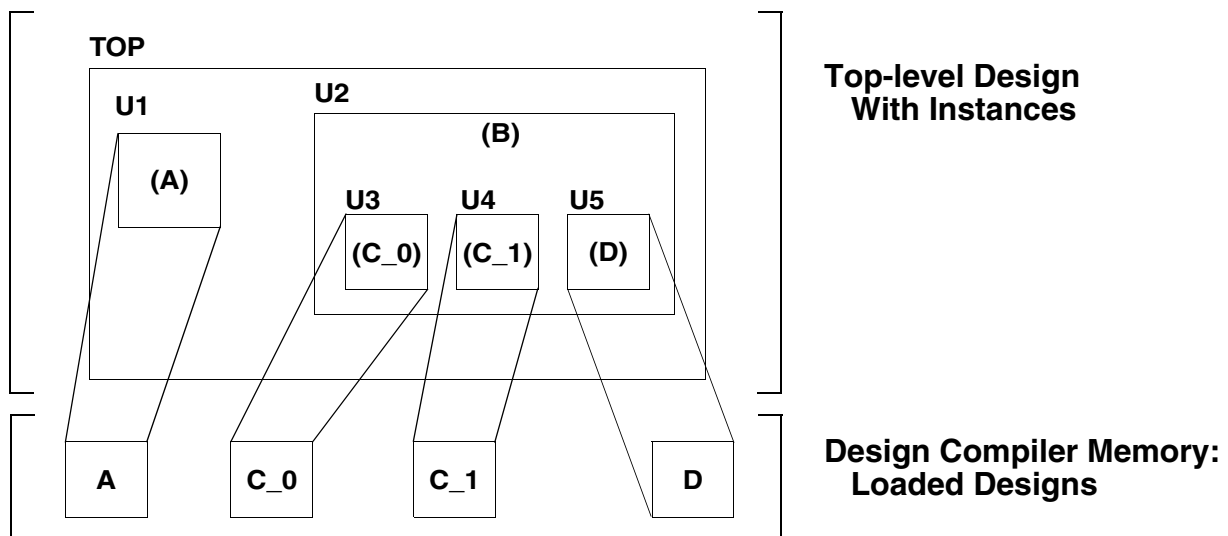 TOP
Top-level Design
With Instances
U1
U2
(B)
(A)
U3
U4
U5
(C_0)
(C_1)
(D)
A
C_0
C_1
D
Design Compiler Memory:
Loaded Designs